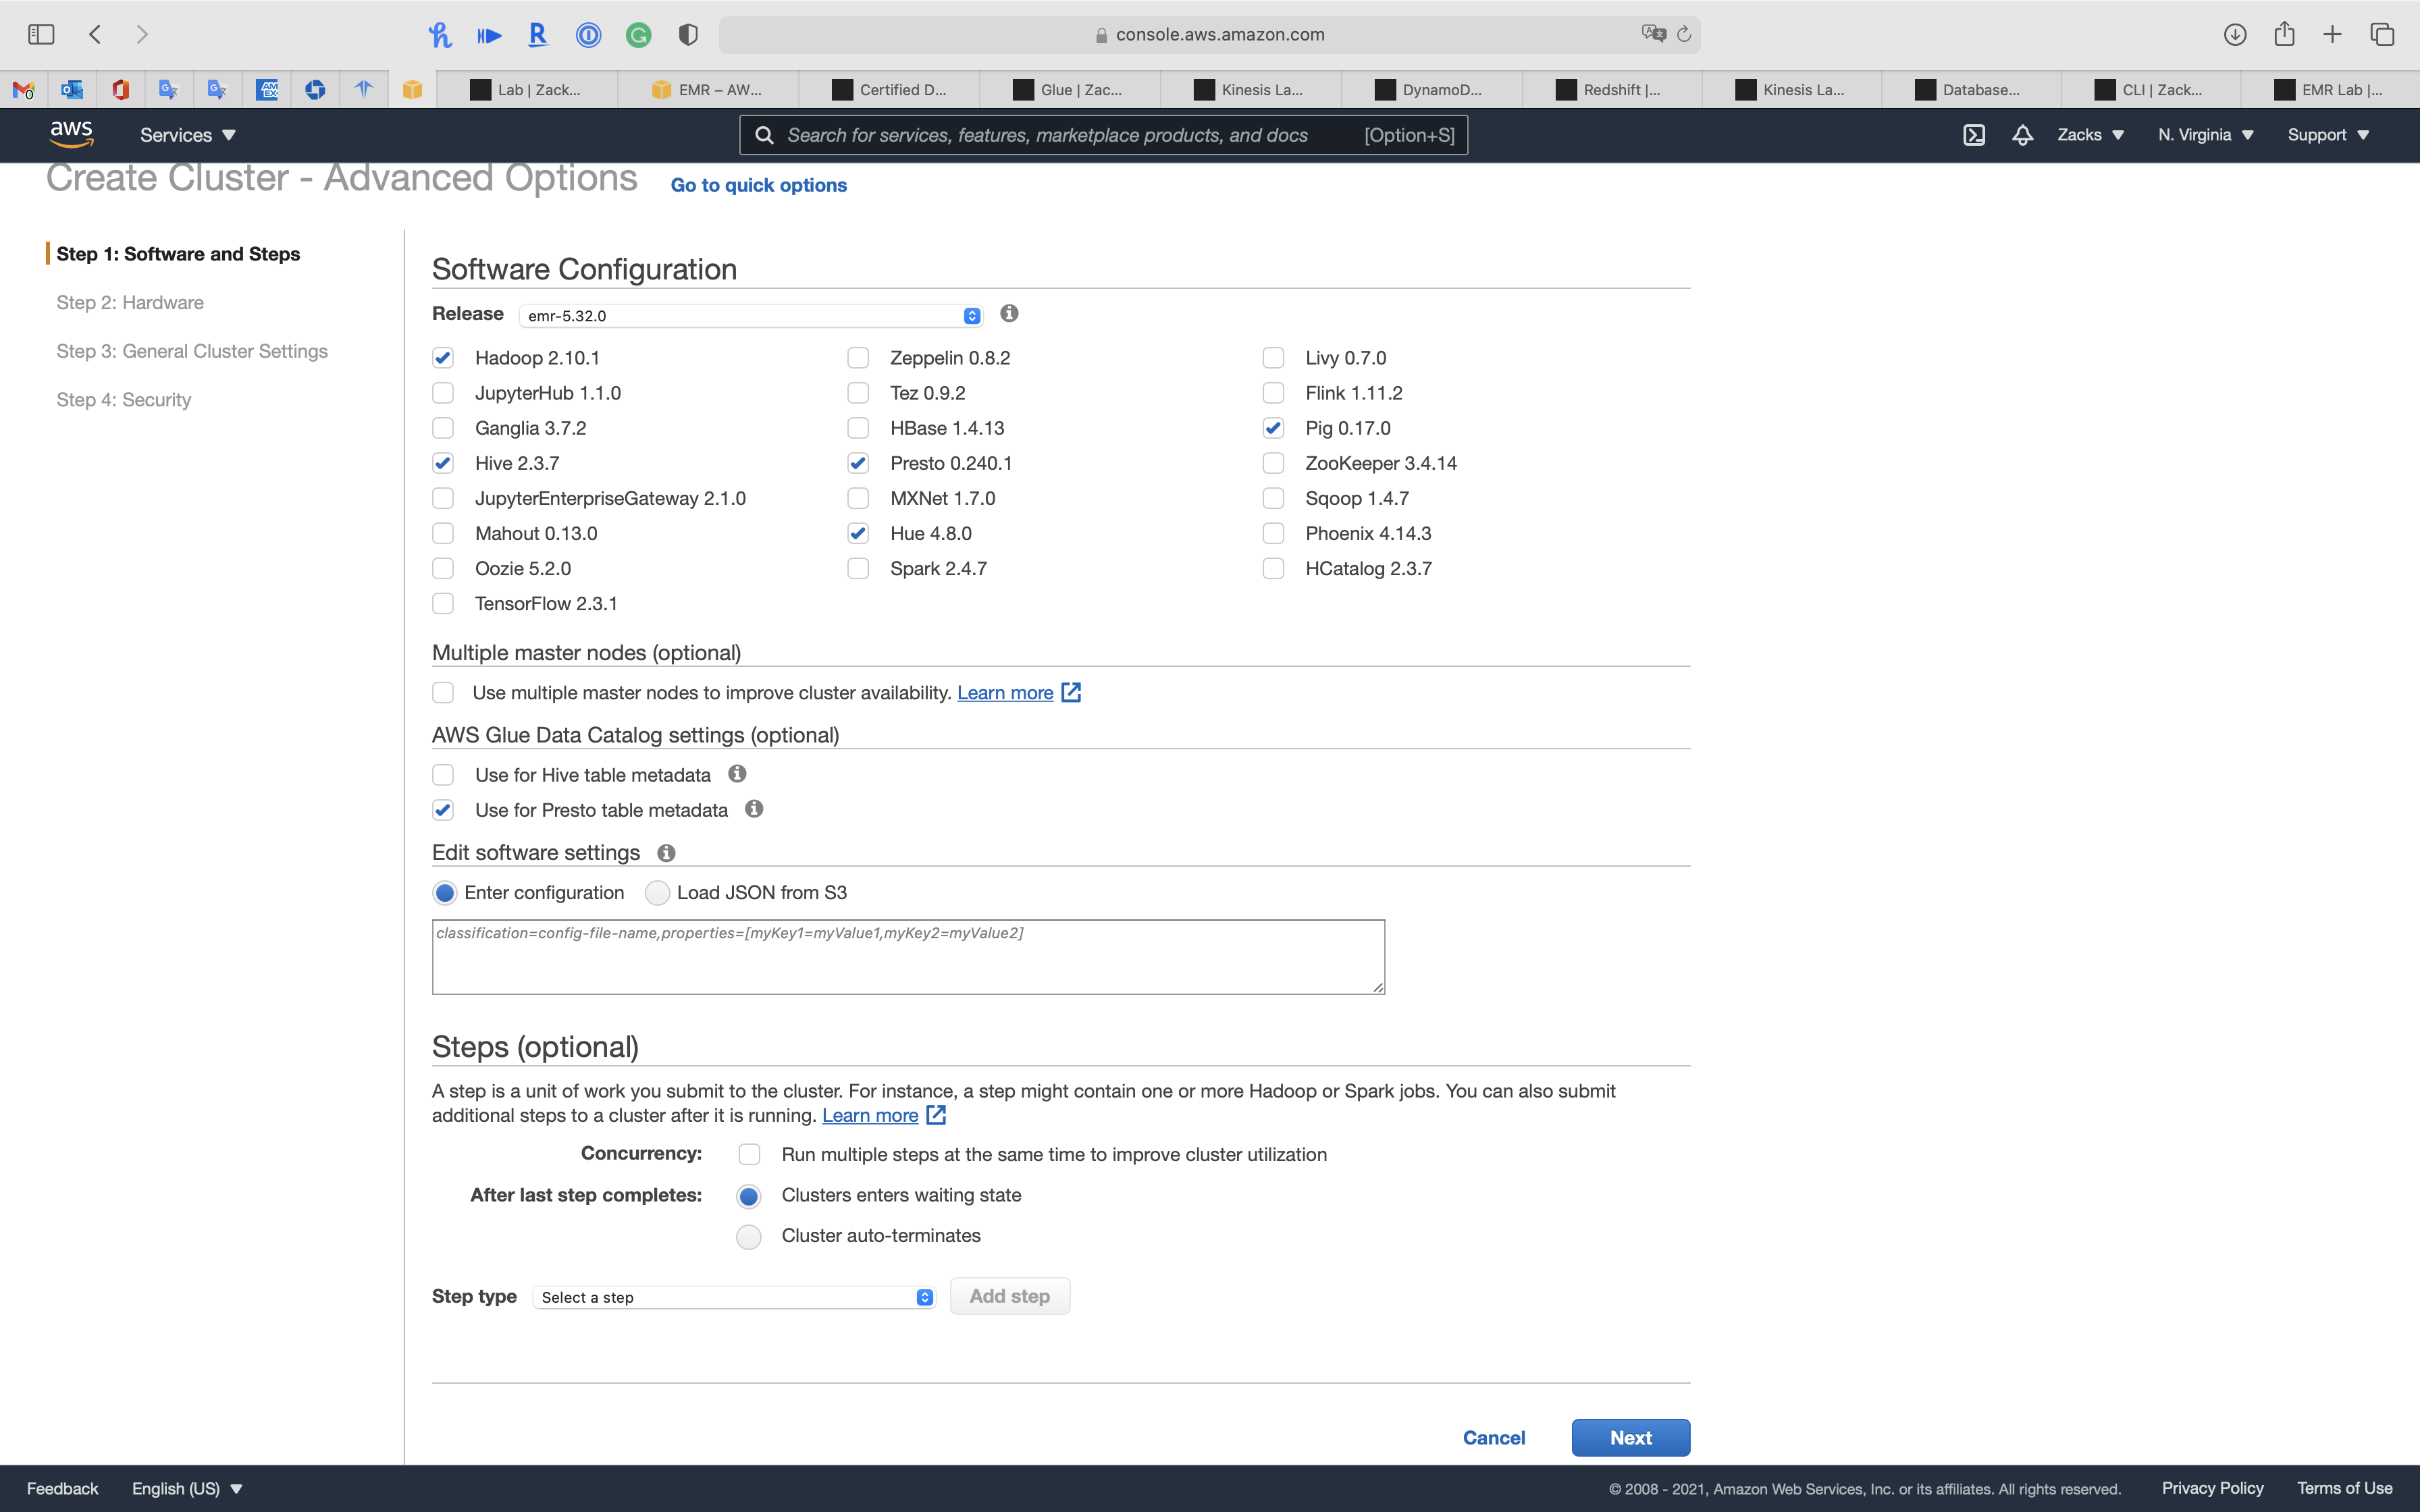 console.aws.amazon.com
Lab | Zack...
EMR – AW...
Certified D...
Glue | Zac...
Kinesis La...
DynamoD...
Redshift |...
Kinesis La...
Database...
CLI | Zack...
EMR Lab |...
aws
Services
Search for services, features, marketplace products, and docs [Option+S]
Zacks
N. Virginia
Support
Create Cluster - Advanced Options Go to quick options
Step 1: Software and Steps
Step 2: Hardware
Step 3: General Cluster Settings
Step 4: Security
Software Configuration
Release emr-5.32.0
Hadoop 2.10.1 Zeppelin 0.8.2 Livy 0.7.0
JupyterHub 1.1.0 Tez 0.9.2 Flink 1.11.2
Ganglia 3.7.2 HBase 1.4.13 Pig 0.17.0
Hive 2.3.7 Presto 0.240.1 ZooKeeper 3.4.14
JupyterEnterpriseGateway 2.1.0 MXNet 1.7.0 Sqoop 1.4.7
Mahout 0.13.0 Hue 4.8.0 Phoenix 4.14.3
Oozie 5.2.0 Spark 2.4.7 HCatalog 2.3.7
TensorFlow 2.3.1
Multiple master nodes (optional)
Use multiple master nodes to improve cluster availability. Learn more
AWS Glue Data Catalog settings (optional)
Use for Hive table metadata
Use for Presto table metadata
Edit software settings
Enter configuration Load JSON from S3
classification=config-file-name,properties=[myKey1=myValue1,myKey2=myValue2]
Steps (optional)
A step is a unit of work you submit to the cluster. For instance, a step might contain one or more Hadoop or Spark jobs. You can also submit
additional steps to a cluster after it is running. Learn more
Concurrency: Run multiple steps at the same time to improve cluster utilization
After last step completes: Clusters enters waiting state
Cluster auto-terminates
Step type Select a step Add step
Cancel Next
Feedback English (US) © 2008 - 2021, Amazon Web Services, Inc. or its affiliates. All rights reserved. Privacy Policy Terms of Use